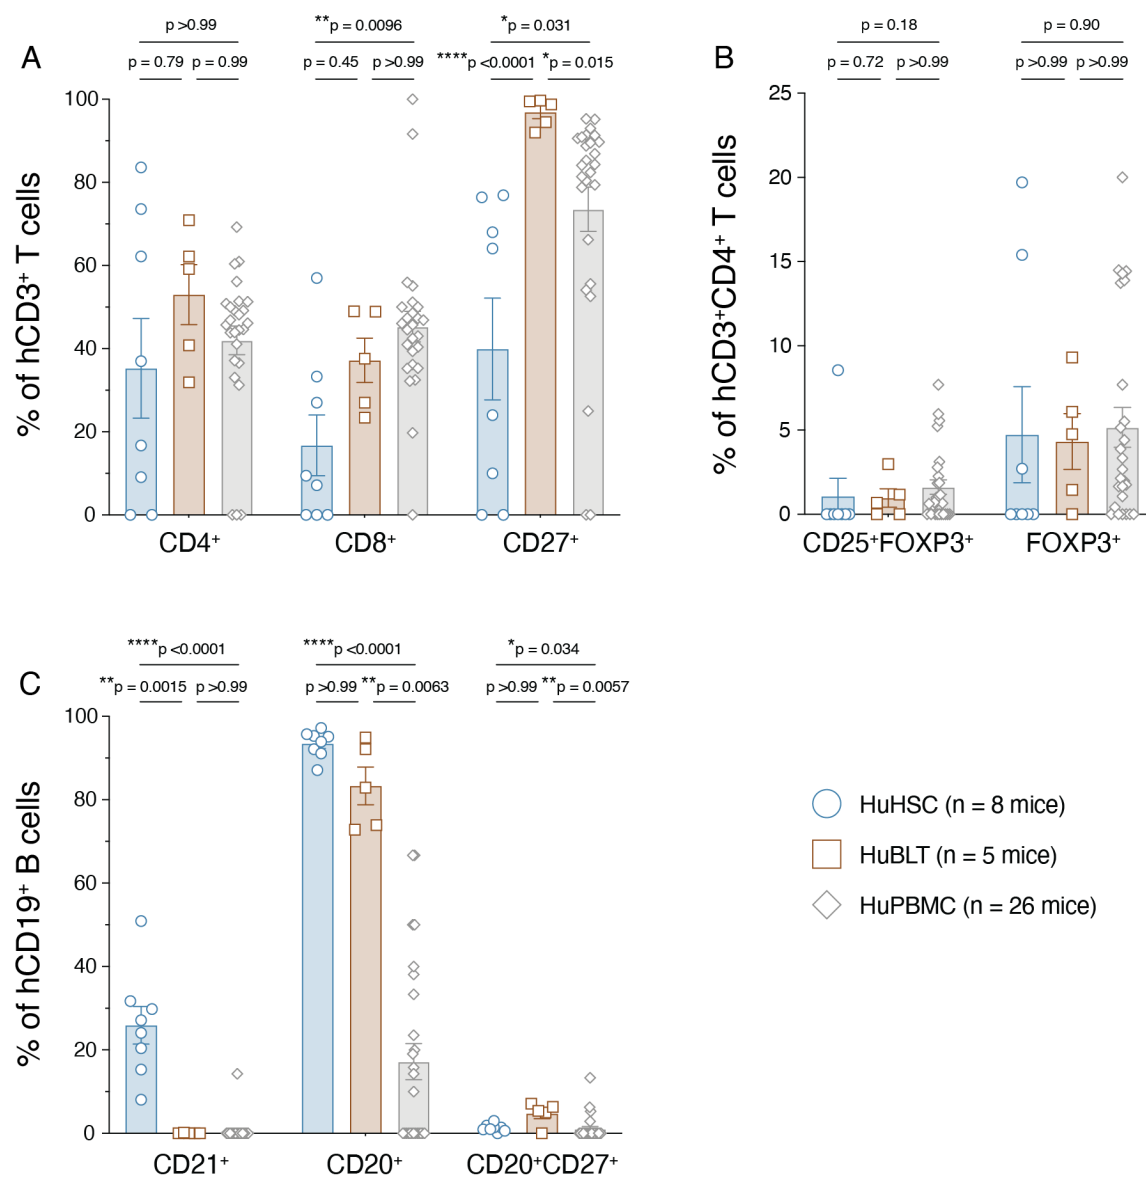 A
p >0.99
**p = 0.0096
*p = 0.031
p = 0.79 p = 0.99
p = 0.45 p >0.99
****p <0.0001 *p = 0.015
% of hCD3⁺ T cells
100
80
60
40
20
0
CD4⁺ CD8⁺ CD27⁺
B
p = 0.18
p = 0.90
p = 0.72 p >0.99
p >0.99 p >0.99
% of hCD3⁺CD4⁺ T cells
25
20
15
10
5
0
CD25⁺FOXP3⁺ FOXP3⁺
C
****p <0.0001
****p <0.0001
*p = 0.034
**p = 0.0015 p >0.99
p >0.99 **p = 0.0063
p >0.99 **p = 0.0057
% of hCD19⁺ B cells
100
80
60
40
20
0
CD21⁺ CD20⁺ CD20⁺CD27⁺
HuHSC (n = 8 mice)
HuBLT (n = 5 mice)
HuPBMC (n = 26 mice)